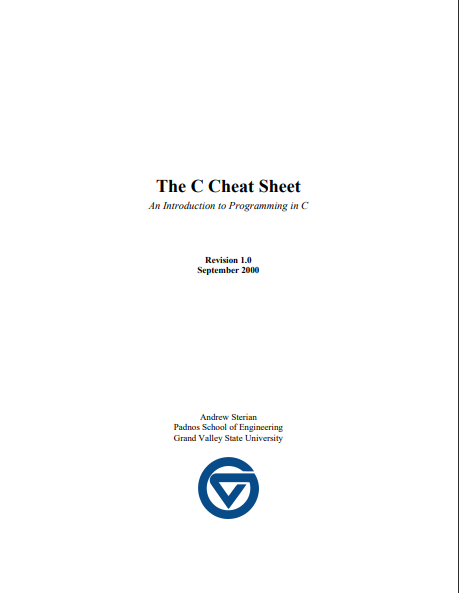 The C Cheat Sheet
An Introduction to Programming in C
Revision 1.0
September 2000
Andrew Sterian
Padnos School of Engineering
Grand Valley State University